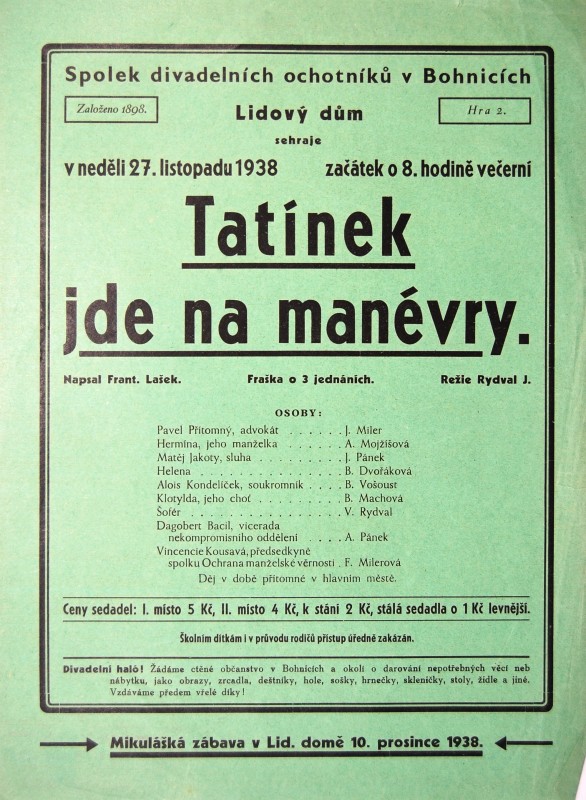 Spolek divadelních ochotníků v Bohnicích
Založeno 1898.
Lidový dům
Hra 2.
sehraje
v neděli 27. listopadu 1938 začátek o 8. hodině večerní
Tatínek
jde na manévry.
Napsal Frant. Lašek. Fraška o 3 jednáních. Režie Rydval J.
OSOBY:
Pavel Přítomný, advokát . . . . . . J. Miler
Hermína, jeho manželka . . . . . . A. Mojžíšová
Matěj Jakoty, sluha . . . . . . . . . J. Pánek
Helena . . . . . . . . . . . . . . . B. Dvořáková
Alois Kondelíček, soukromník . . . . B. Vošoust
Klotylda, jeho choť . . . . . . . . . B. Machová
Šofér . . . . . . . . . . . . . . . . V. Rydval
Dagobert Bacil, vicerada
nekompromisního oddělení . . . . A. Pánek
Vincencie Kousavá, předsedkyně
spolku Ochrana manželské věrnosti . F. Milerová
Děj v době přítomné v hlavním městě.
Ceny sedadel: I. místo 5 Kč, II. místo 4 Kč, k stání 2 Kč, stálá sedadla o 1 Kč levnější.
Školním dítkám i v průvodu rodičů přístup úředně zakázán.
Divadelní haló! Žádáme ctěné občanstvo v Bohnicích a okolí o darování nepotřebných věcí neb
nábytku, jako obrazy, zrcadla, deštníky, hole, sošky, hrnečky, skleničky, stoly, židle a jiné.
Vzdáváme předem vřelé díky!
Mikulášká zábava v Lid. domě 10. prosince 1938.